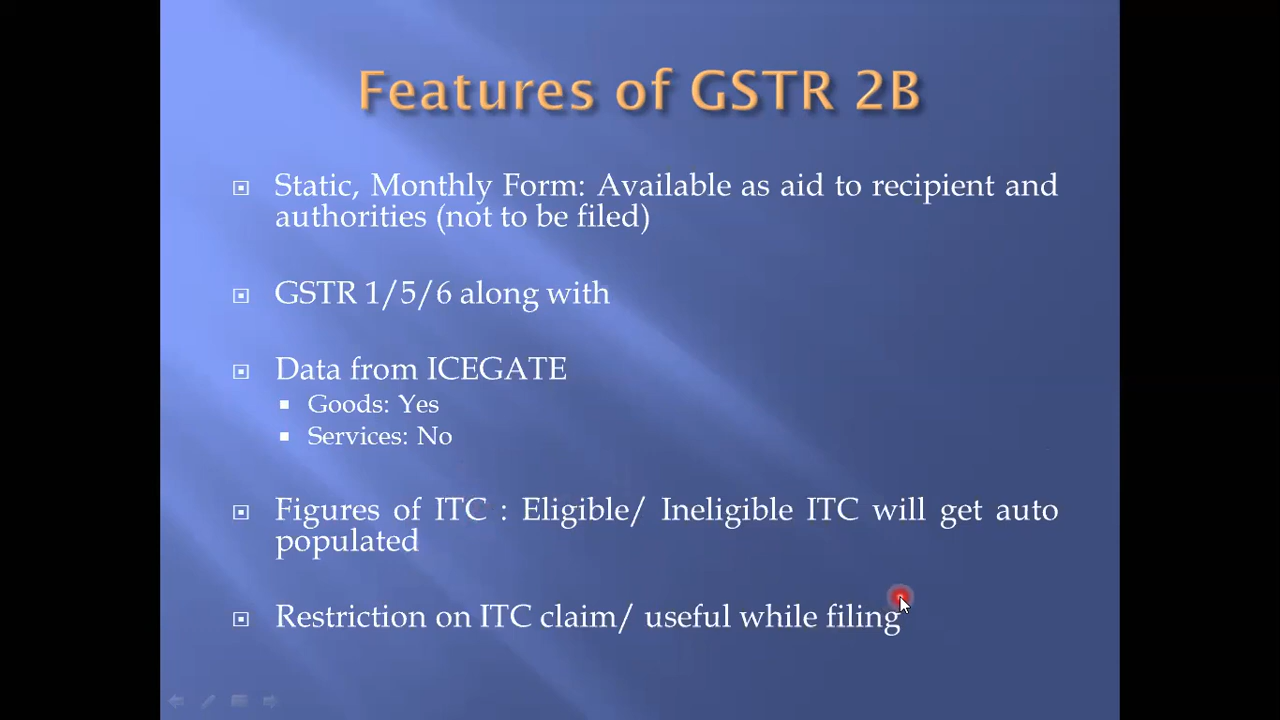 Features of GSTR 2B
Static, Monthly Form: Available as aid to recipient and
authorities (not to be filed)
GSTR 1/5/6 along with
Data from ICEGATE
Goods: Yes
Services: No
Figures of ITC : Eligible/ Ineligible ITC will get auto
populated
Restriction on ITC claim/ useful while filing